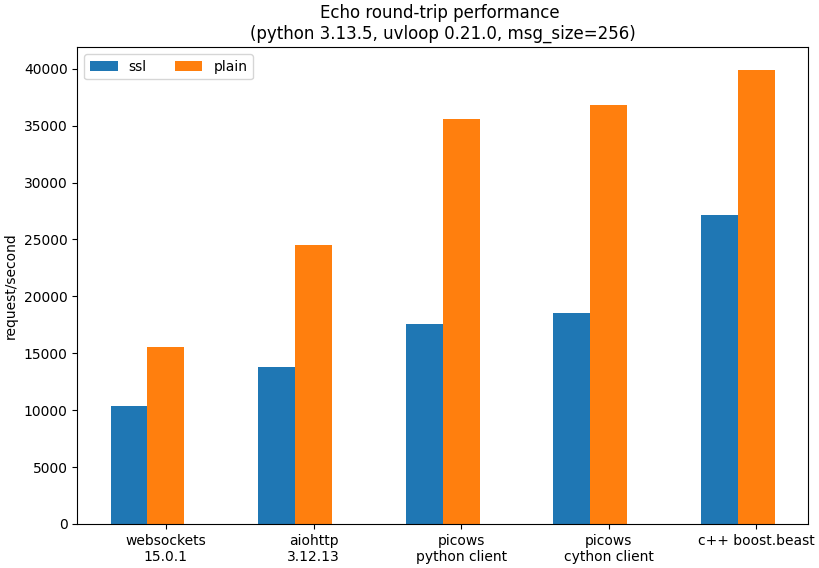 Echo round-trip performance
(python 3.13.5, uvloop 0.21.0, msg_size=256)
ssl plain
request/second
40000
35000
30000
25000
20000
15000
10000
5000
0
websockets
15.0.1
aiohttp
3.12.13
picows
python client
picows
cython client
c++ boost.beast